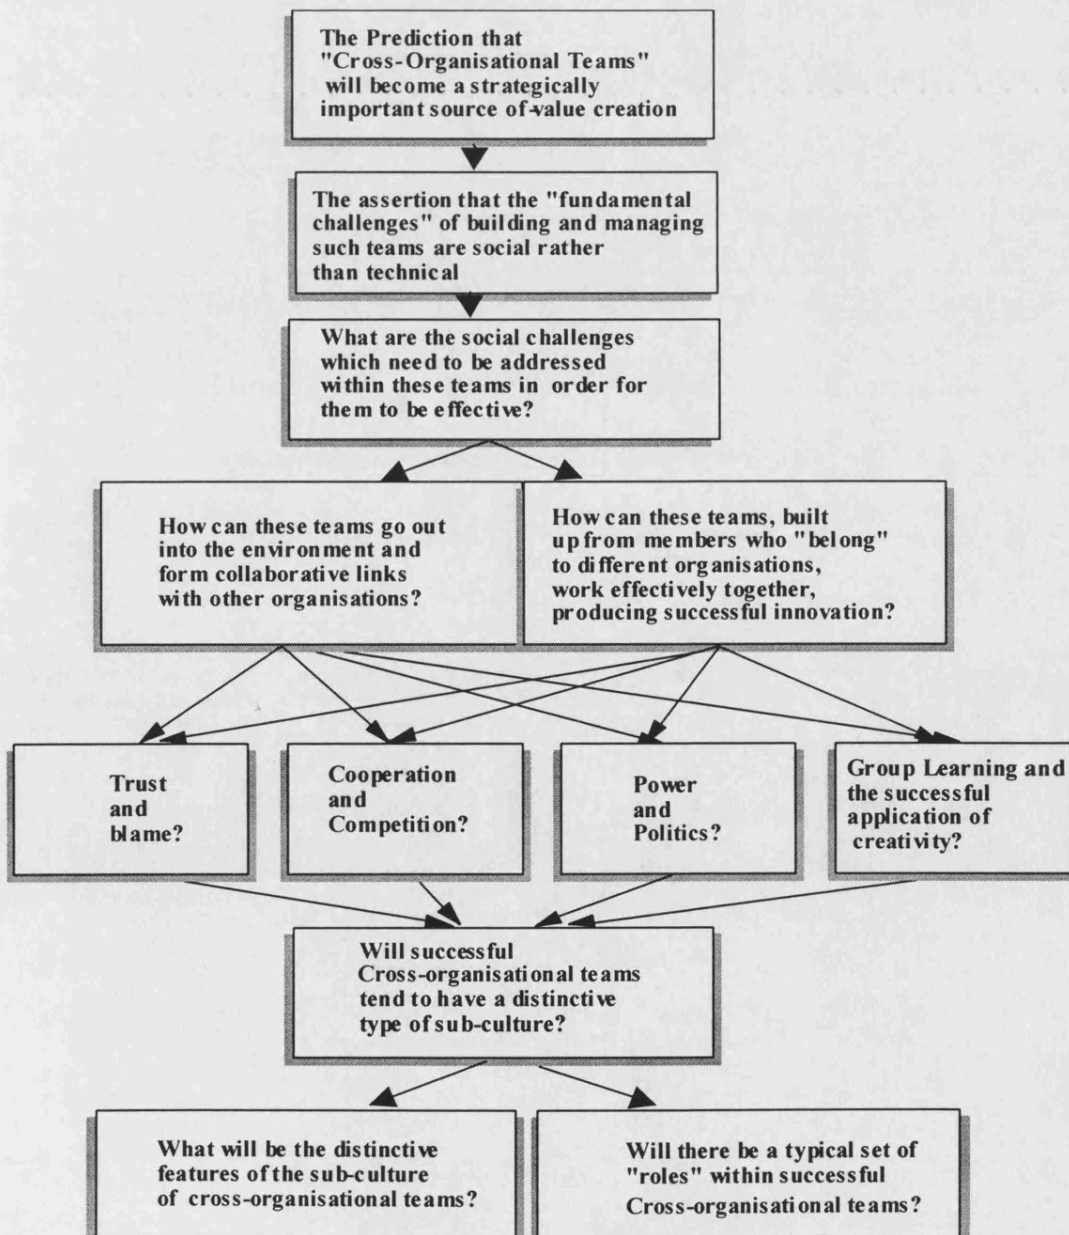 The Prediction that
"Cross-Organisational Teams"
will become a strategically
important source of value creation
The assertion that the "fundamental
challenges" of building and managing
such teams are social rather
than technical
What are the social challenges
which need to be addressed
within these teams in order for
them to be effective?
How can these teams go out
into the environment and
form collaborative links
with other organisations?
How can these teams, built
up from members who "belong"
to different organisations,
work effectively together,
producing successful innovation?
Trust
and
blame?
Cooperation
and
Competition?
Power
and
Politics?
Group Learning and
the successful
application of
creativity?
Will successful
Cross-organisational teams
tend to have a distinctive
type of sub-culture?
What will be the distinctive
features of the sub-culture
of cross-organisational teams?
Will there be a typical set of
"roles" within successful
Cross-organisational teams?